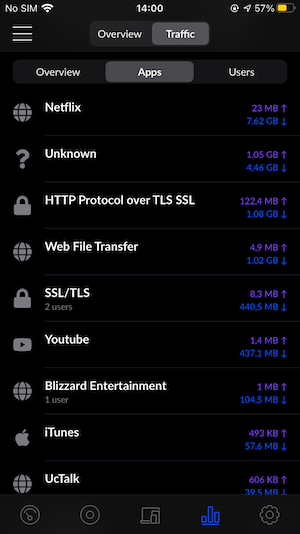 No SIM 14:00 57%
Overview Traffic
Overview Apps Users
Netflix 23 MB ↑
7,62 GB ↓
Unknown 1,05 GB ↑
4,46 GB ↓
HTTP Protocol over TLS SSL 122,4 MB ↑
1,08 GB ↓
Web File Transfer 4,9 MB ↑
1,02 GB ↓
SSL/TLS 8,3 MB ↑
2 users 440,5 MB ↓
Youtube 1,4 MB ↑
437,1 MB ↓
Blizzard Entertainment 1 MB ↑
1 user 104,5 MB ↓
iTunes 493 KB ↑
57,6 MB ↓
UcTalk 606 KB ↑
39,5 MB ↓